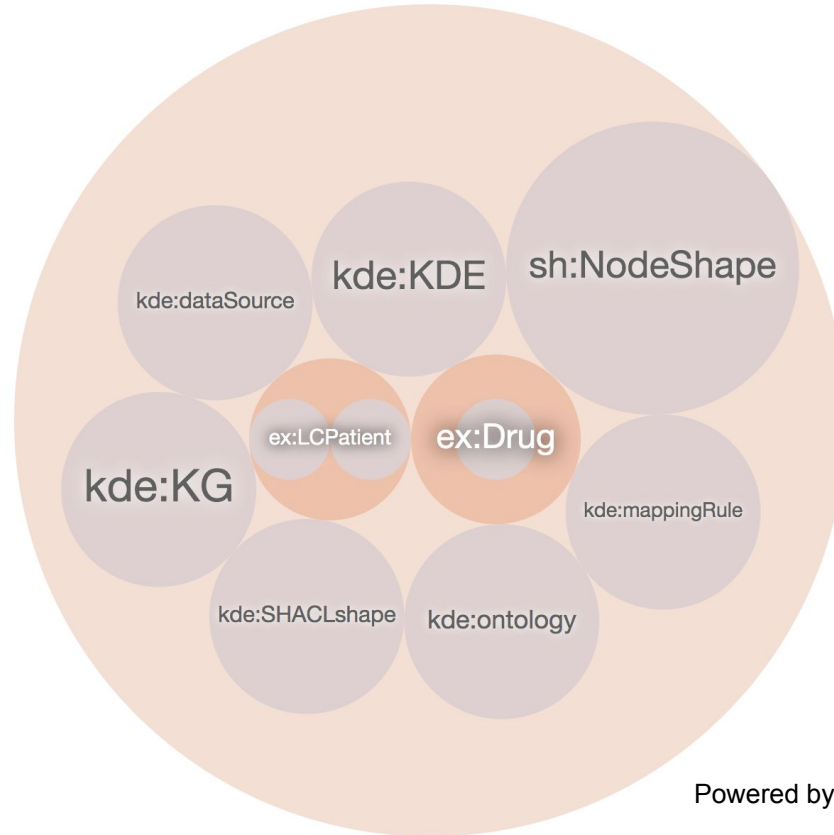 sh:NodeShape
kde:KDE
kde:dataSource
ex:LCPatient
ex:Drug
kde:KG
kde:mappingRule
kde:SHACLshape
kde:ontology
Powered by